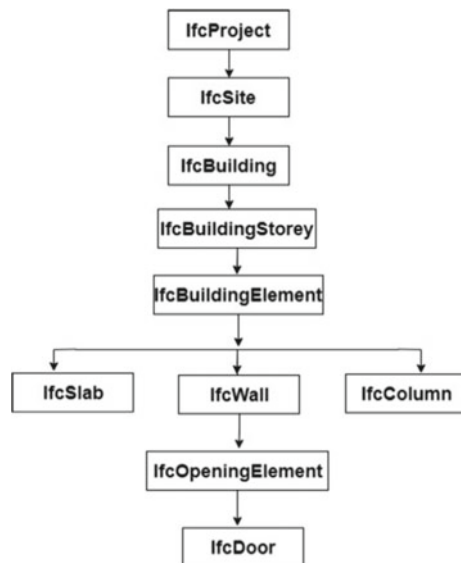 IfcProject
IfcSite
IfcBuilding
IfcBuildingStorey
IfcBuildingElement
IfcSlab
IfcWall
IfcColumn
IfcOpeningElement
IfcDoor